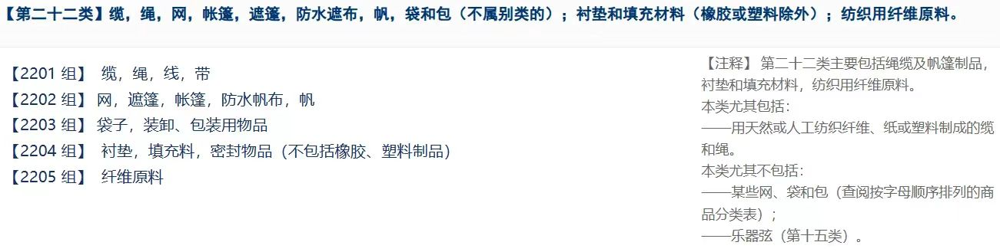 【第二十二类】缆，绳，网，帐篷，遮篷，防水遮布，帆，袋和包（不属别类的）；衬垫和填充材料（橡胶或塑料除外）；纺织用纤维原料。
【2201 组】 缆，绳，线，带
【2202 组】网，遮篷，帐篷，防水帆布，帆
【2203 组】袋子，装卸、包装用物品
【2204 组】 衬垫，填充料，密封物品（不包括橡胶、塑料制品）
【2205 组】 纤维原料
【注释】 第二十二类主要包括绳缆及帆篷制品，
衬垫和填充材料，纺织用纤维原料。
本类尤其包括：
——用天然或人工纺织纤维、纸或塑料制成的缆
和绳。
本类尤其不包括：
——某些网、袋和包（查阅按字母顺序排列的商
品分类表）；
——乐器弦（第十五类）。